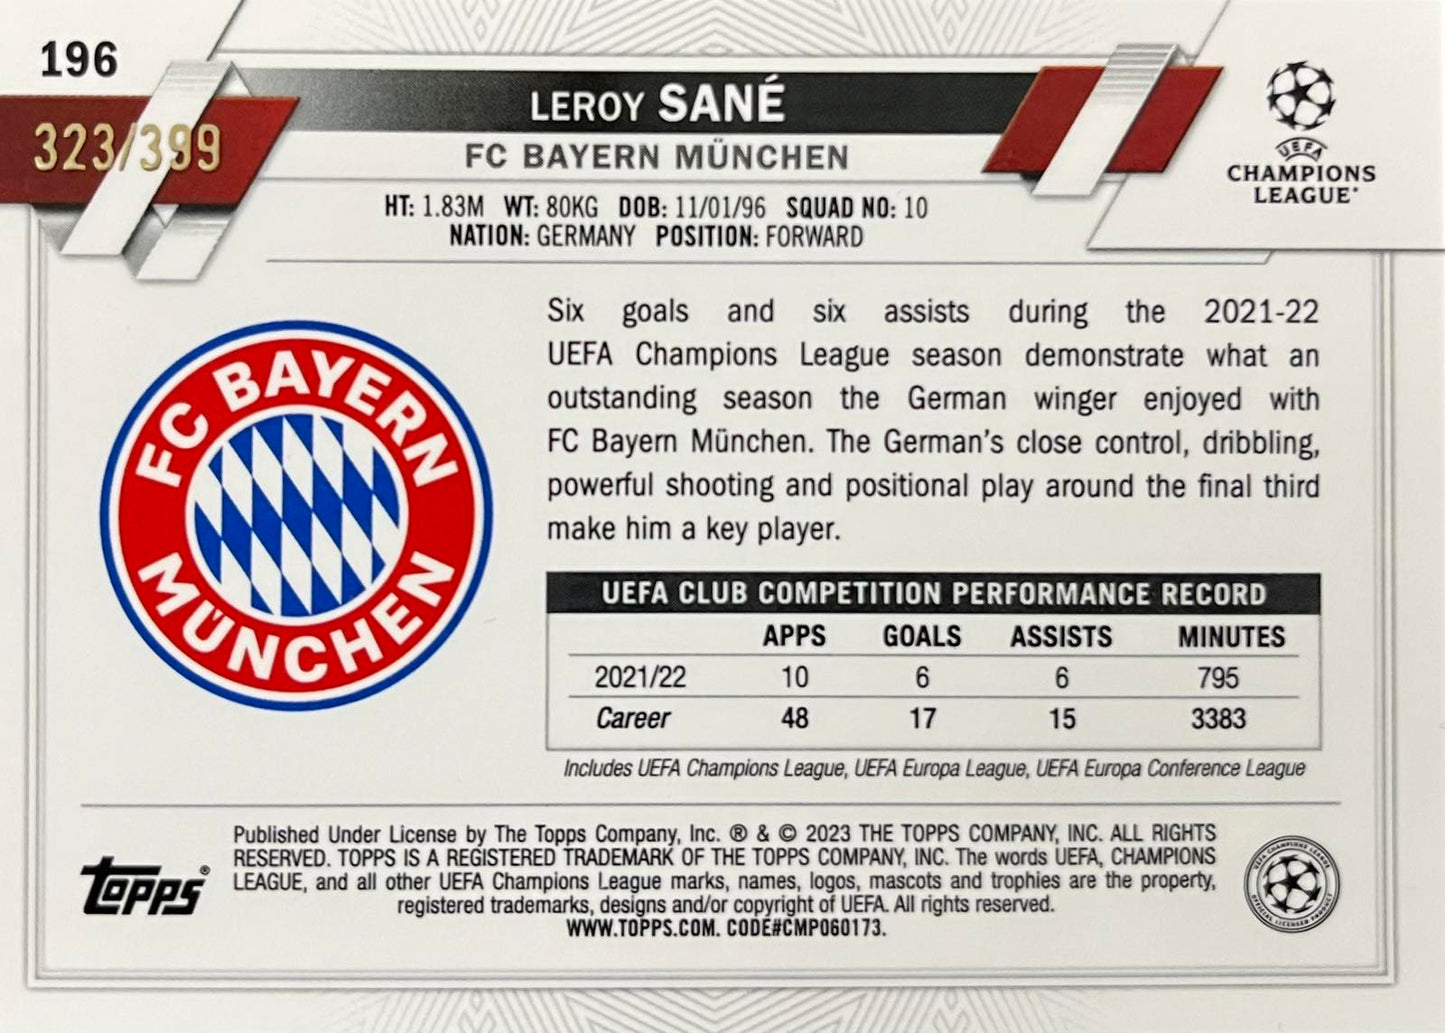 196
323/399
LEROY SANÉ
FC BAYERN MÜNCHEN
HT: 1.83M WT: 80KG DOB: 11/01/96 SQUAD NO: 10
NATION: GERMANY POSITION: FORWARD
UEFA
CHAMPIONS
LEAGUE®
Six goals and six assists during the 2021-22
UEFA Champions League season demonstrate what an
outstanding season the German winger enjoyed with
FC Bayern München. The German's close control, dribbling,
powerful shooting and positional play around the final third
make him a key player.
FC BAYERN
MÜNCHEN
UEFA CLUB COMPETITION PERFORMANCE RECORD
APPS GOALS ASSISTS MINUTES
2021/22 10 6 6 795
Career 48 17 15 3383
Includes UEFA Champions League, UEFA Europa League, UEFA Europa Conference League
topps®
Published Under License by The Topps Company, Inc. ® & © 2023 THE TOPPS COMPANY, INC. ALL RIGHTS
RESERVED. TOPPS IS A REGISTERED TRADEMARK OF THE TOPPS COMPANY, INC. The words UEFA, CHAMPIONS
LEAGUE, and all other UEFA Champions League marks, names, logos, mascots and trophies are the property,
registered trademarks, designs and/or copyright of UEFA. All rights reserved.
WWW.TOPPS.COM. CODE#CMP060173.
UEFA CHAMPIONS LEAGUE
OFFICIAL LICENSED PRODUCT